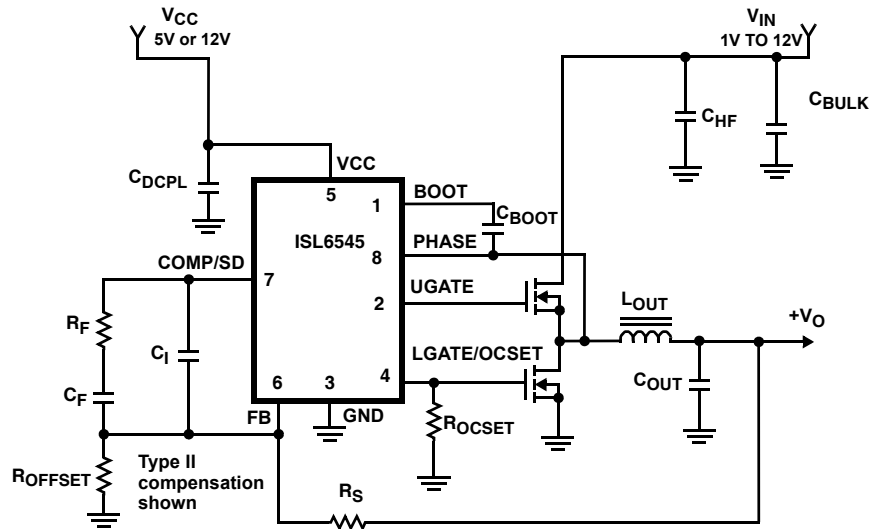 VCC
5V or 12V
VIN
1V TO 12V
CHF
CBULK
CDCPL
VCC
5
BOOT
1
CBOOT
ISL6545
PHASE
8
COMP/SD
7
UGATE
2
RF
CI
LOUT
+VO
LGATE/OCSET
4
COUT
CF
6
3
FB
GND
ROCSET
ROFFSET
Type II
compensation
shown
RS